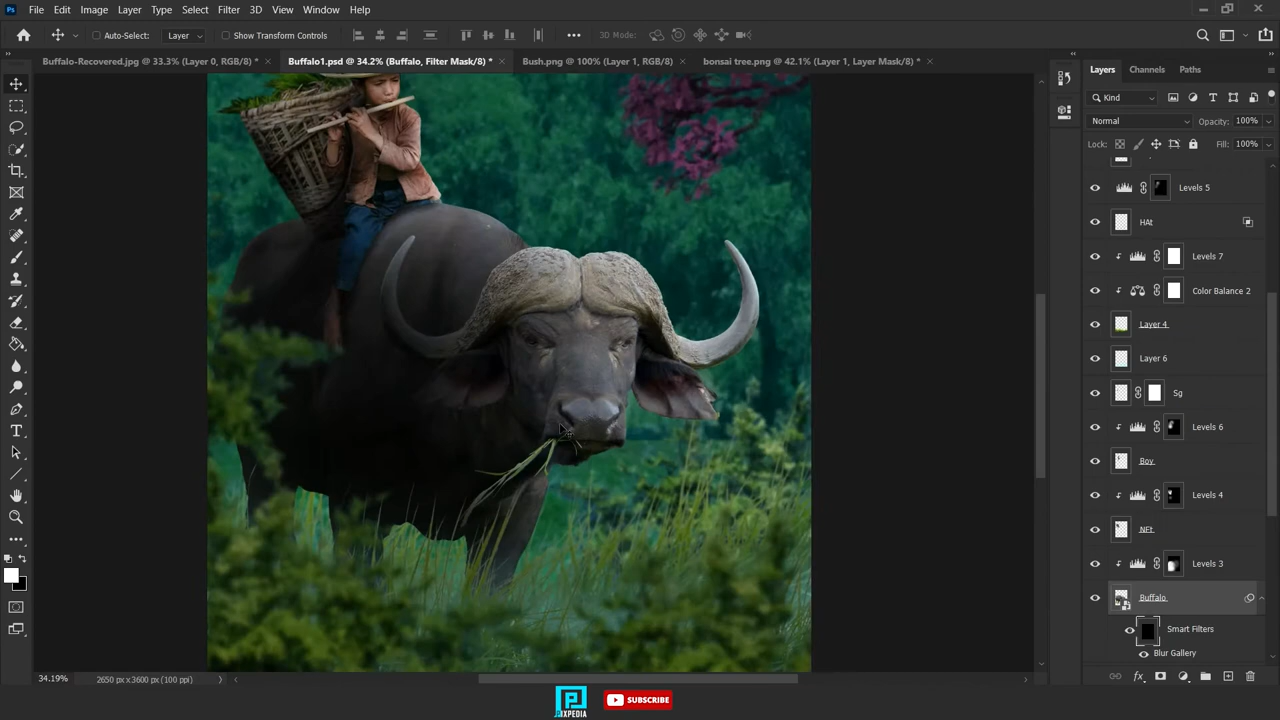 Ps File Edit Image Layer Type Select Filter 3D View Window Help
Auto-Select: Layer Show Transform Controls 3D Mode:
Buffalo-Recovered.jpg @ 33.3% (Layer 0, RGB/8) * × Buffalo1.psd @ 34.2% (Buffalo, Filter Mask/8) * × Bush.png @ 100% (Layer 1, RGB/8) × bonsai tree.png @ 42.1% (Layer 1, Layer Mask/8) * ×
Layers Channels Paths
Kind
Normal Opacity: 100%
Lock: Fill: 100%
Levels 5
HAt
Levels 7
Color Balance 2
Layer 4
Layer 6
Sg
Levels 6
Boy
Levels 4
NEt
Levels 3
Buffalo
Smart Filters
Blur Gallery
34.19% 2650 px x 3600 px (100 ppi)
PIXPEDIA SUBSCRIBE